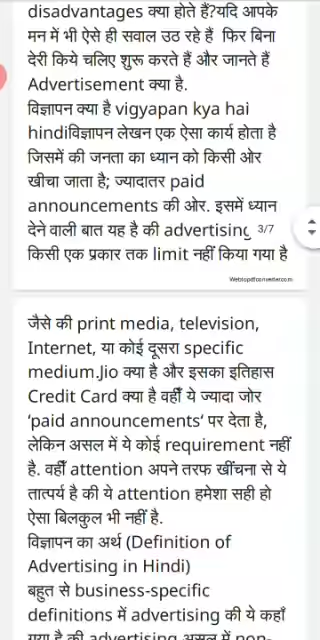 disadvantages क्या होते हैं?यदि आपके
मन में भी ऐसे ही सवाल उठ रहे हैं फिर बिना
देरी किये चलिए शुरू करते हैं और जानते हैं
Advertisement क्या है.
विज्ञापन क्या है vigyapan kya hai
hindiविज्ञापन लेखन एक ऐसा कार्य होता है
जिसमें की जनता का ध्यान को किसी ओर
खीचा जाता है; ज्यादातर paid
announcements की ओर. इसमें ध्यान
देने वाली बात यह है की advertising 3/7
किसी एक प्रकार तक limit नहीं किया गया है
जैसे की print media, television,
Internet, या कोई दूसरा specific
medium.Jio क्या है और इसका इतिहास
Credit Card क्या है वहीँ ये ज्यादा जोर
‘paid announcements‘ पर देता है,
लेकिन असल में ये कोई requirement नहीं
है. वहीँ attention अपने तरफ खींचना से ये
तात्पर्य है की ये attention हमेशा सही हो
ऐसा बिलकुल भी नहीं है.
विज्ञापन का अर्थ (Definition of
Advertising in Hindi)
बहुत से business-specific
definitions में advertising की ये कहाँ
गया है की advertising असल में non-